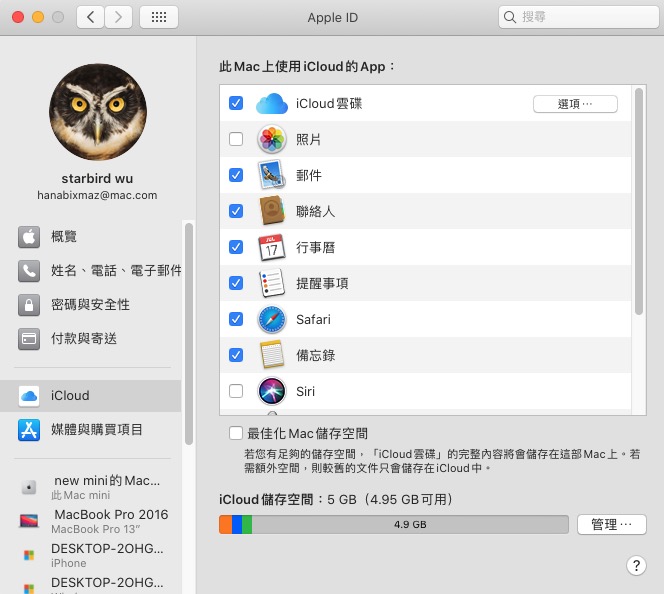 Apple ID
搜尋
starbird wu
hanabixmaz@mac.com
概覽
姓名、電話、電子郵件
密碼與安全性
付款與寄送
iCloud
媒體與購買項目
new mini的Mac...
此Mac mini
MacBook Pro 2016
MacBook Pro 13"
DESKTOP-2OHG...
iPhone
DESKTOP-2OHG...
此Mac上使用iCloud的App：
iCloud雲碟
選項…
照片
郵件
聯絡人
JUL
17
行事曆
提醒事項
Safari
備忘錄
Siri
最佳化Mac儲存空間
若您有足夠的儲存空間，「iCloud雲碟」的完整內容將會儲存在這部Mac上。若
需額外空間，則較舊的文件只會儲存在iCloud中。
iCloud儲存空間：5 GB（4.95 GB可用）
4.9 GB
管理…
?